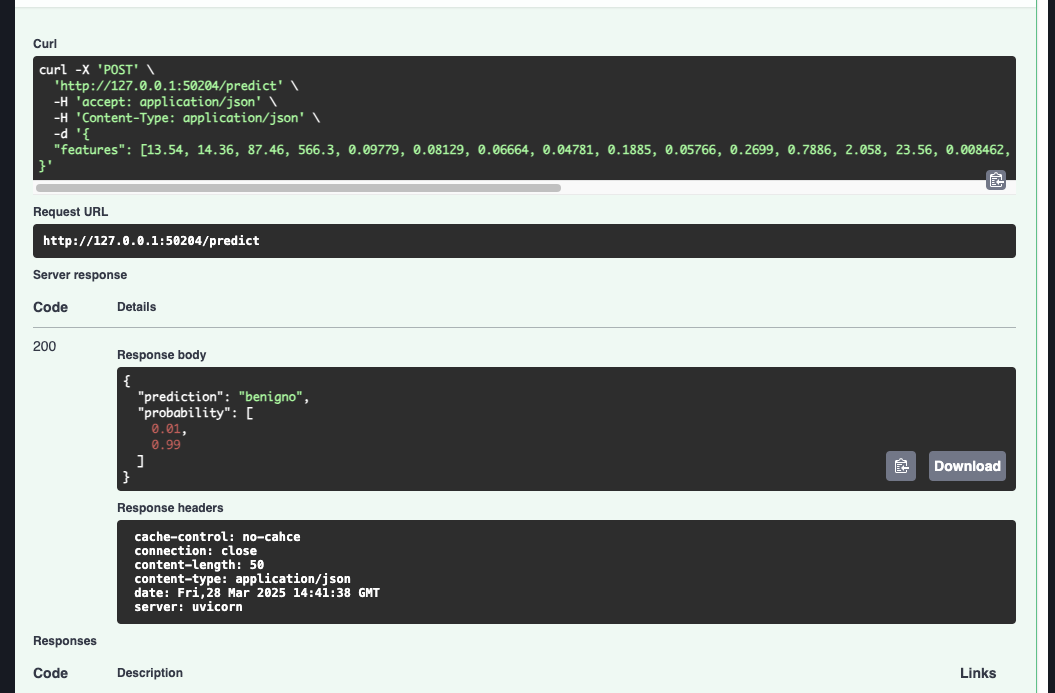 Curl
curl -X 'POST' \
'http://127.0.0.1:50204/predict' \
-H 'accept: application/json' \
-H 'Content-Type: application/json' \
-d '{
"features": [13.54, 14.36, 87.46, 566.3, 0.09779, 0.08129, 0.06664, 0.04781, 0.1885, 0.05766, 0.2699, 0.7886, 2.058, 23.56, 0.008462,
}'
Request URL
http://127.0.0.1:50204/predict
Server response
Code Details
200
Response body
{
"prediction": "benigno",
"probability": [
0.01,
0.99
]
}
Download
Response headers
cache-control: no-cahce
connection: close
content-length: 50
content-type: application/json
date: Fri,28 Mar 2025 14:41:38 GMT
server: uvicorn
Responses
Code Description Links